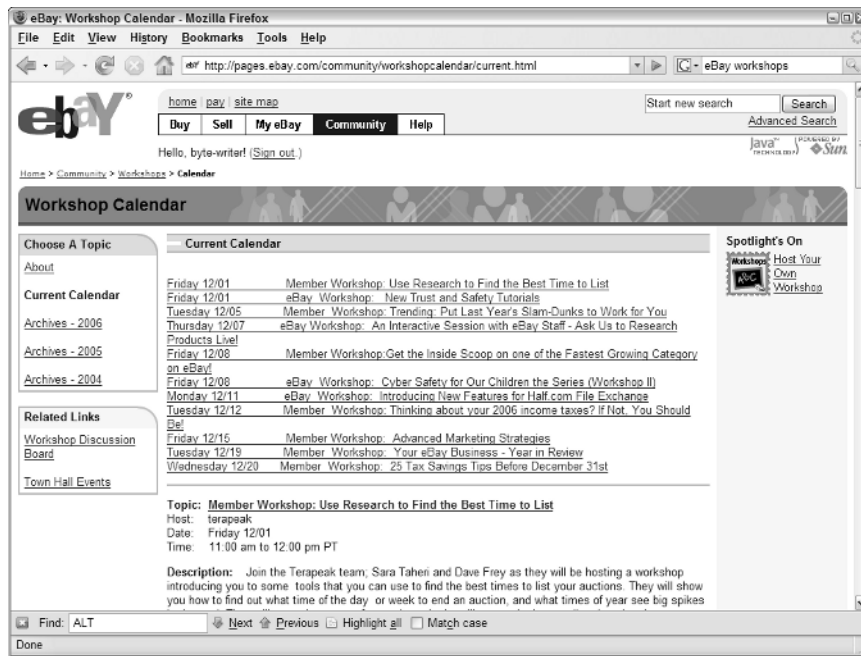 eBay: Workshop Calendar - Mozilla Firefox
File Edit View History Bookmarks Tools Help
http://pages.ebay.com/workshopcalendar/current.html
eBay workshops
ebaY®
home | pay | site map
Start new search Search
Buy Sell My eBay Community Help
Advanced Search
Hello, byte-writer! (Sign out.)
Java™ TECHNOLOGY POWERED BY Sun
Home > Community > Workshops > Calendar
Workshop Calendar
Choose A Topic
About
Current Calendar
Archives - 2006
Archives - 2005
Archives - 2004
Related Links
Workshop Discussion
Board
Town Hall Events
Current Calendar
Friday 12/01 Member Workshop: Use Research to Find the Best Time to List
Friday 12/01 eBay Workshop: New Trust and Safety Tutorials
Tuesday 12/05 Member Workshop: Trending: Put Last Year's Slam-Dunks to Work for You
Thursday 12/07 eBay Workshop: An Interactive Session with eBay Staff - Ask Us to Research
Products Live!
Friday 12/08 Member Workshop:Get the Inside Scoop on one of the Fastest Growing Category
on eBay!
Friday 12/08 eBay Workshop: Cyber Safety for Our Children the Series (Workshop II)
Monday 12/11 eBay Workshop: Introducing New Features for Half.com File Exchange
Tuesday 12/12 Member Workshop: Thinking about your 2006 income taxes? If Not, You Should
Be!
Friday 12/15 Member Workshop: Advanced Marketing Strategies
Tuesday 12/19 Member Workshop: Your eBay Business - Year in Review
Wednesday 12/20 Member Workshop: 25 Tax Savings Tips Before December 31st
Topic: Member Workshop: Use Research to Find the Best Time to List
Host: terapeak
Date: Friday 12/01
Time: 11:00 am to 12:00 pm PT
Description: Join the Terapeak team; Sara Taheri and Dave Frey as they will be hosting a workshop
introducing you to some tools that you can use to find the best times to list your auctions. They will show
you how to find out what time of the day or week to end an auction, and what times of year see big spikes
Spotlight's On
Workshops
ABC
Host Your
Own
Workshop
Find: ALT Next Previous Highlight all Match case
Done